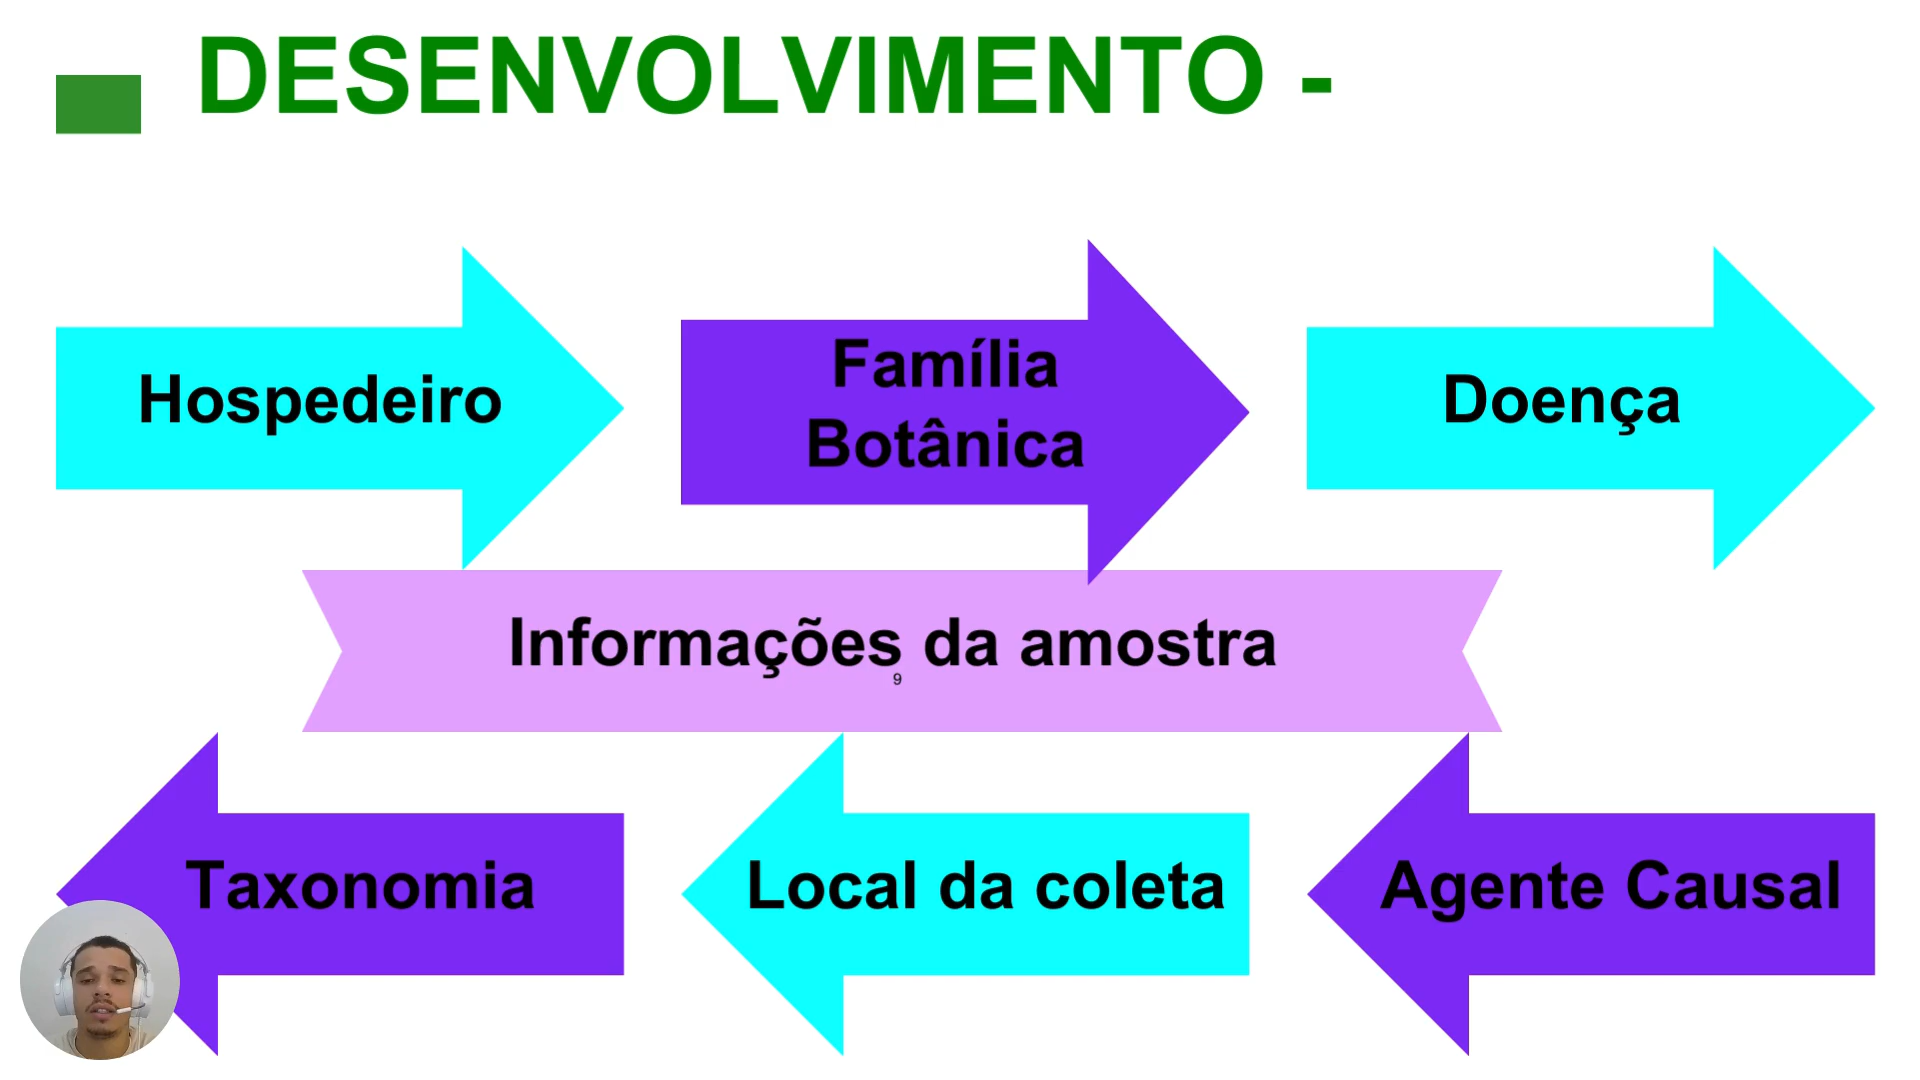 DESENVOLVIMENTO -
Hospedeiro
Família
Botânica
Doença
Informações da amostra
9
Taxonomia
Local da coleta
Agente Causal